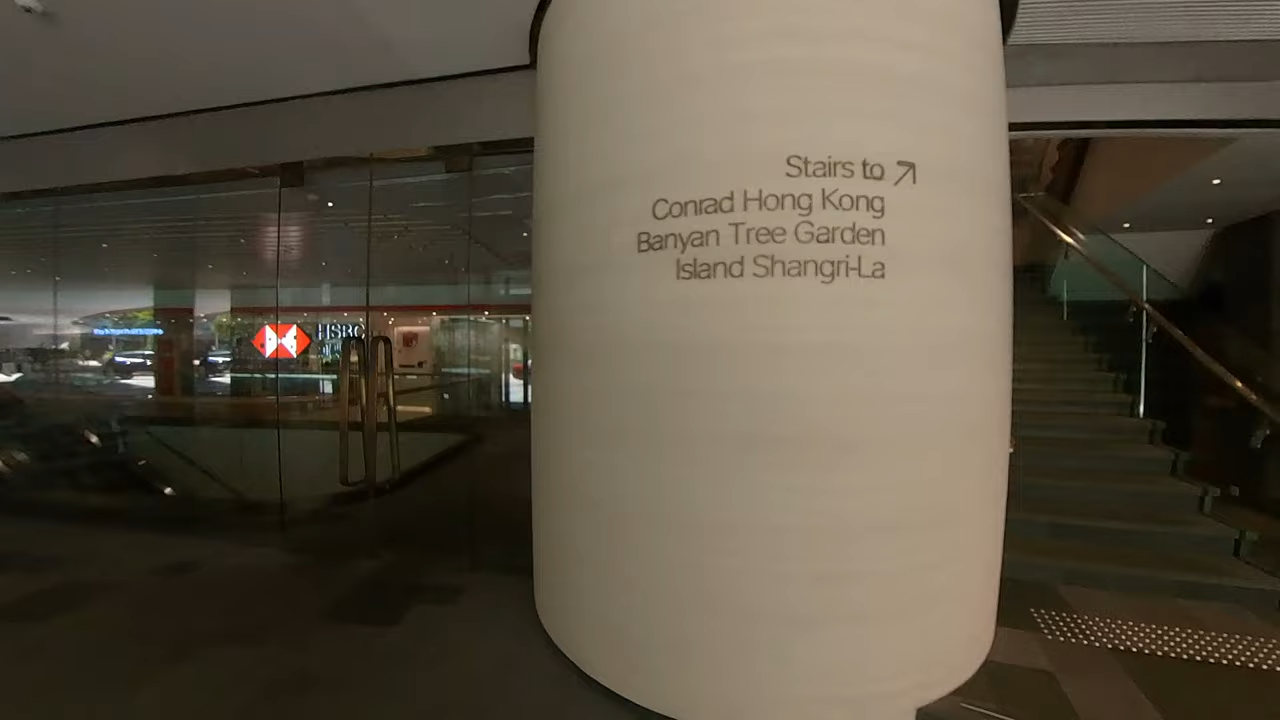 Stairs to
Conrad Hong Kong
Banyan Tree Garden
Island Shangri-La
HSBC